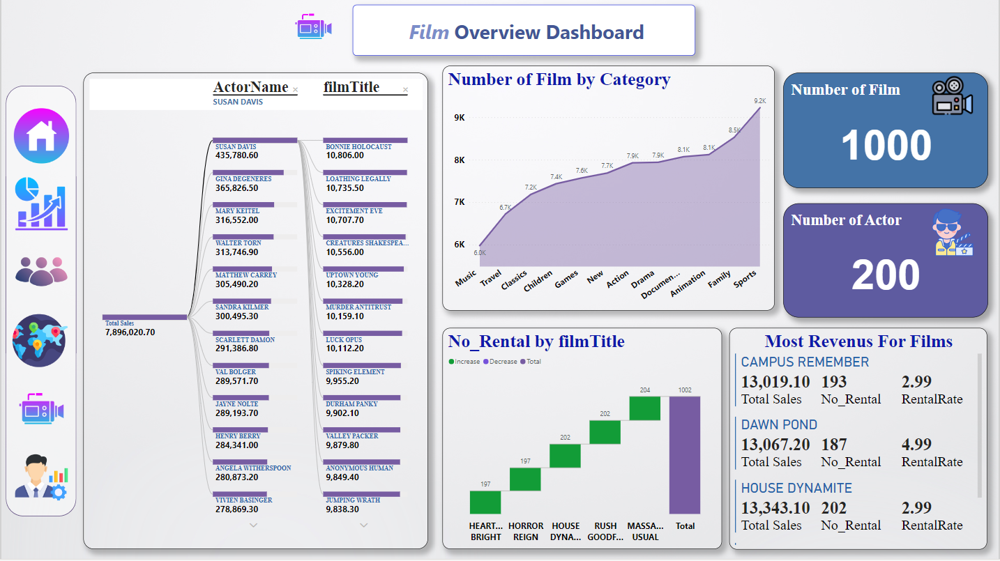 Film Overview Dashboard
ActorName ×
filmTitle ×
SUSAN DAVIS
Total Sales
7,896,020.70
SUSAN DAVIS
435,780.60
GINA DEGENERES
365,826.50
MARY KEITEL
316,552.00
WALTER TORN
313,746.90
MATTHEW CARREY
305,490.20
SANDRA KILMER
300,495.30
SCARLETT DAMON
291,386.80
VAL BOLGER
289,571.70
JAYNE NOLTE
289,193.70
HENRY BERRY
284,341.00
ANGELA WITHERSPOON
280,873.20
VIVIEN BASINGER
278,869.30
BONNIE HOLOCAUST
10,806.00
LOATHING LEGALLY
10,735.50
EXCITEMENT EVE
10,707.70
CREATURES SHAKESPEA...
10,556.00
UPTOWN YOUNG
10,328.20
MURDER ANTITRUST
10,159.10
LUCK OPUS
10,112.20
SPIKING ELEMENT
9,955.20
DURHAM PANKY
9,902.10
VALLEY PACKER
9,879.80
ANONYMOUS HUMAN
9,849.40
JUMPING WRATH
9,838.30
Number of Film by Category
9K
8K
7K
6K
6.0K
6.7K
7.2K
7.4K
7.6K
7.7K
7.9K
7.9K
8.1K
8.1K
8.5K
9.2K
Music
Travel
Classics
Children
Games
New
Action
Drama
Documen...
Animation
Family
Sports
Number of Film
1000
Number of Actor
200
No_Rental by filmTitle
Increase Decrease Total
197
197
202
202
204
1002
HEART... BRIGHT
HORROR REIGN
HOUSE DYNA...
RUSH GOODF...
MASSA... USUAL
Total
Most Revenus For Films
CAMPUS REMEMBER
13,019.10 193 2.99
Total Sales No_Rental RentalRate
DAWN POND
13,067.20 187 4.99
Total Sales No_Rental RentalRate
HOUSE DYNAMITE
13,343.10 202 2.99
Total Sales No_Rental RentalRate